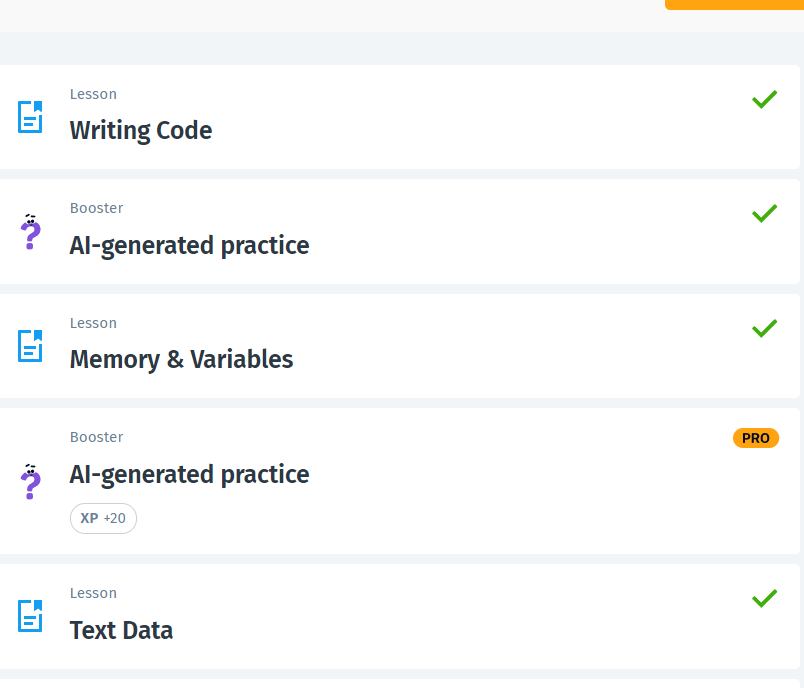 Lesson
Writing Code
Booster
AI-generated practice
Lesson
Memory & Variables
Booster
PRO
AI-generated practice
XP +20
Lesson
Text Data